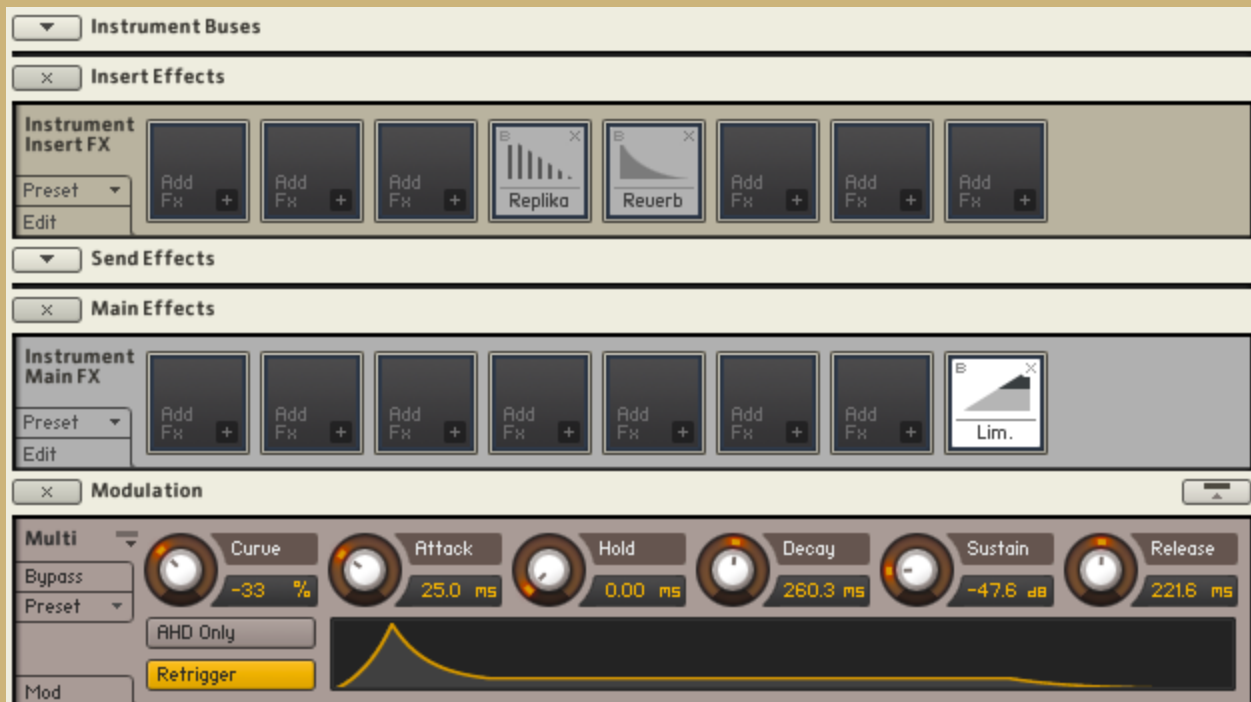 Instrument Buses
× Insert Effects
Instrument
Insert FX
Preset
Edit
Add Fx +
Add Fx +
Add Fx +
B X
Replika
B X
Reverb
Add Fx +
Add Fx +
Add Fx +
Send Effects
× Main Effects
Instrument
Main FX
Preset
Edit
Add Fx +
Add Fx +
Add Fx +
Add Fx +
Add Fx +
Add Fx +
Add Fx +
B X
Lim.
× Modulation
Multi
Bypass
Preset
Mod
Curve
-33 %
Attack
25.0 ms
Hold
0.00 ms
Decay
260.3 ms
Sustain
-47.6 dB
Release
221.6 ms
AHD Only
Retrigger